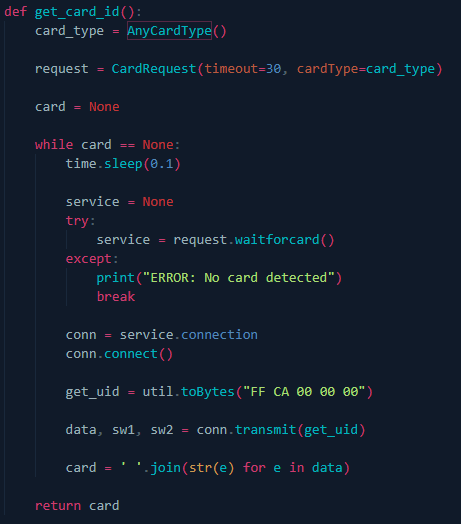 def get_card_id():
card_type = AnyCardType()
request = CardRequest(timeout=30, cardType=card_type)
card = None
while card == None:
time.sleep(0.1)
service = None
try:
service = request.waitforcard()
except:
print("ERROR: No card detected")
break
conn = service.connection
conn.connect()
get_uid = util.toBytes("FF CA 00 00 00")
data, sw1, sw2 = conn.transmit(get_uid)
card = ' '.join(str(e) for e in data)
return card